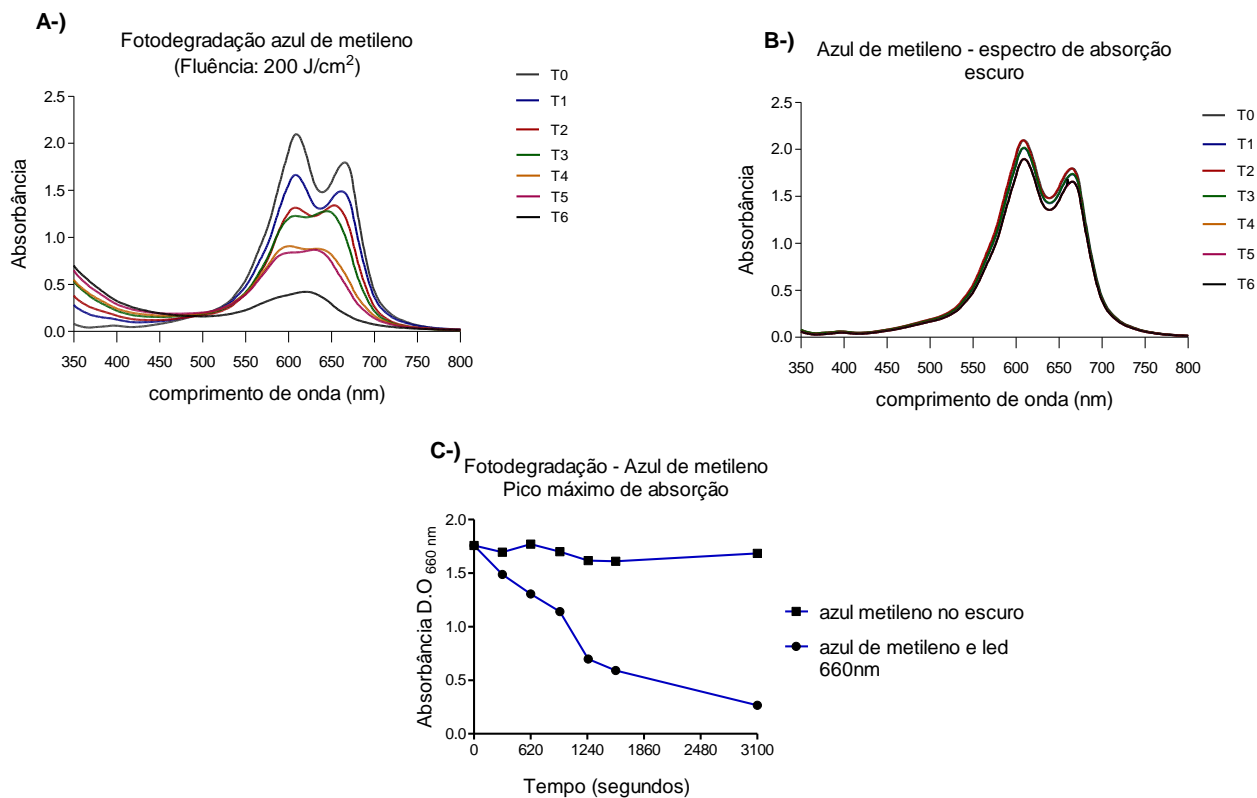 A-)
Fotodegradação azul de metileno
(Fluência: 200 J/cm²)
T0
T1
T2
T3
T4
T5
T6
2.5
2.0
1.5
1.0
0.5
0.0
Absorbância
350 400 450 500 550 600 650 700 750 800
comprimento de onda (nm)
B-)
Azul de metileno - espectro de absorção
escuro
T0
T1
T2
T3
T4
T5
T6
2.5
2.0
1.5
1.0
0.5
0.0
Absorbância
350 400 450 500 550 600 650 700 750 800
comprimento de onda (nm)
C-)
Fotodegradação - Azul de metileno
Pico máximo de absorção
2.0
1.5
1.0
0.5
0.0
Absorbância D.O 660 nm
0 620 1240 1860 2480 3100
Tempo (segundos)
azul metileno no escuro
azul de metileno e led
660nm